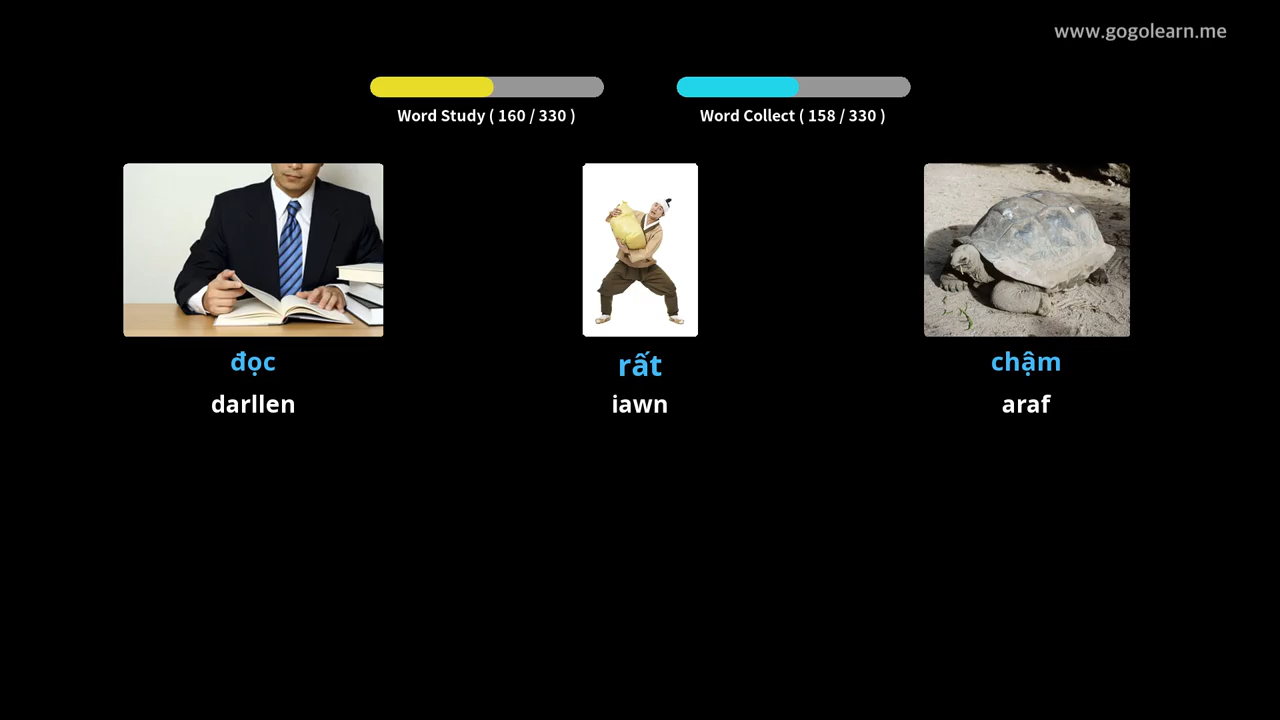 www.gogolearn.me
Word Study ( 160 / 330 )
Word Collect ( 158 / 330 )
đọc
rất
chậm
darllen
iawn
araf